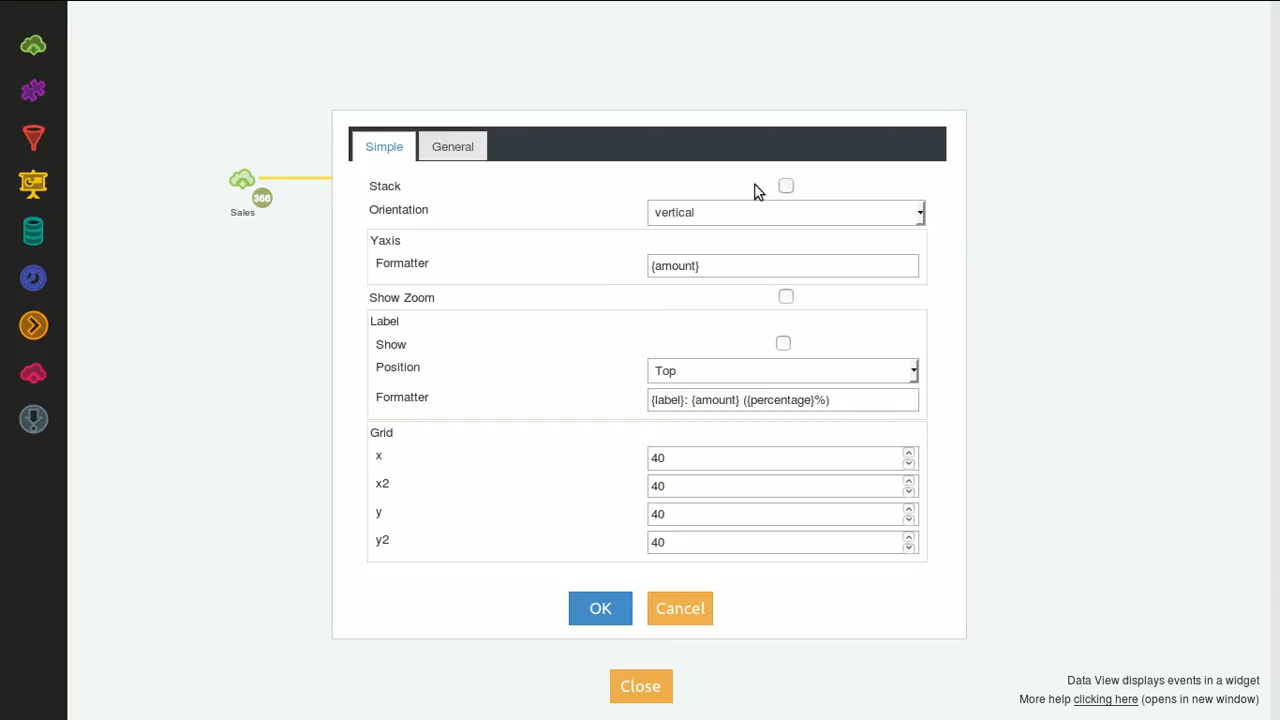 Simple General
Stack
Orientation vertical
Yaxis
Formatter {amount}
Show Zoom
Label
Show
Position Top
Formatter {label}: {amount} ({percentage}%)
Grid
x 40
x2 40
y 40
y2 40
OK Cancel
Close
366
Sales
Data View displays events in a widget
More help clicking here (opens in new window)